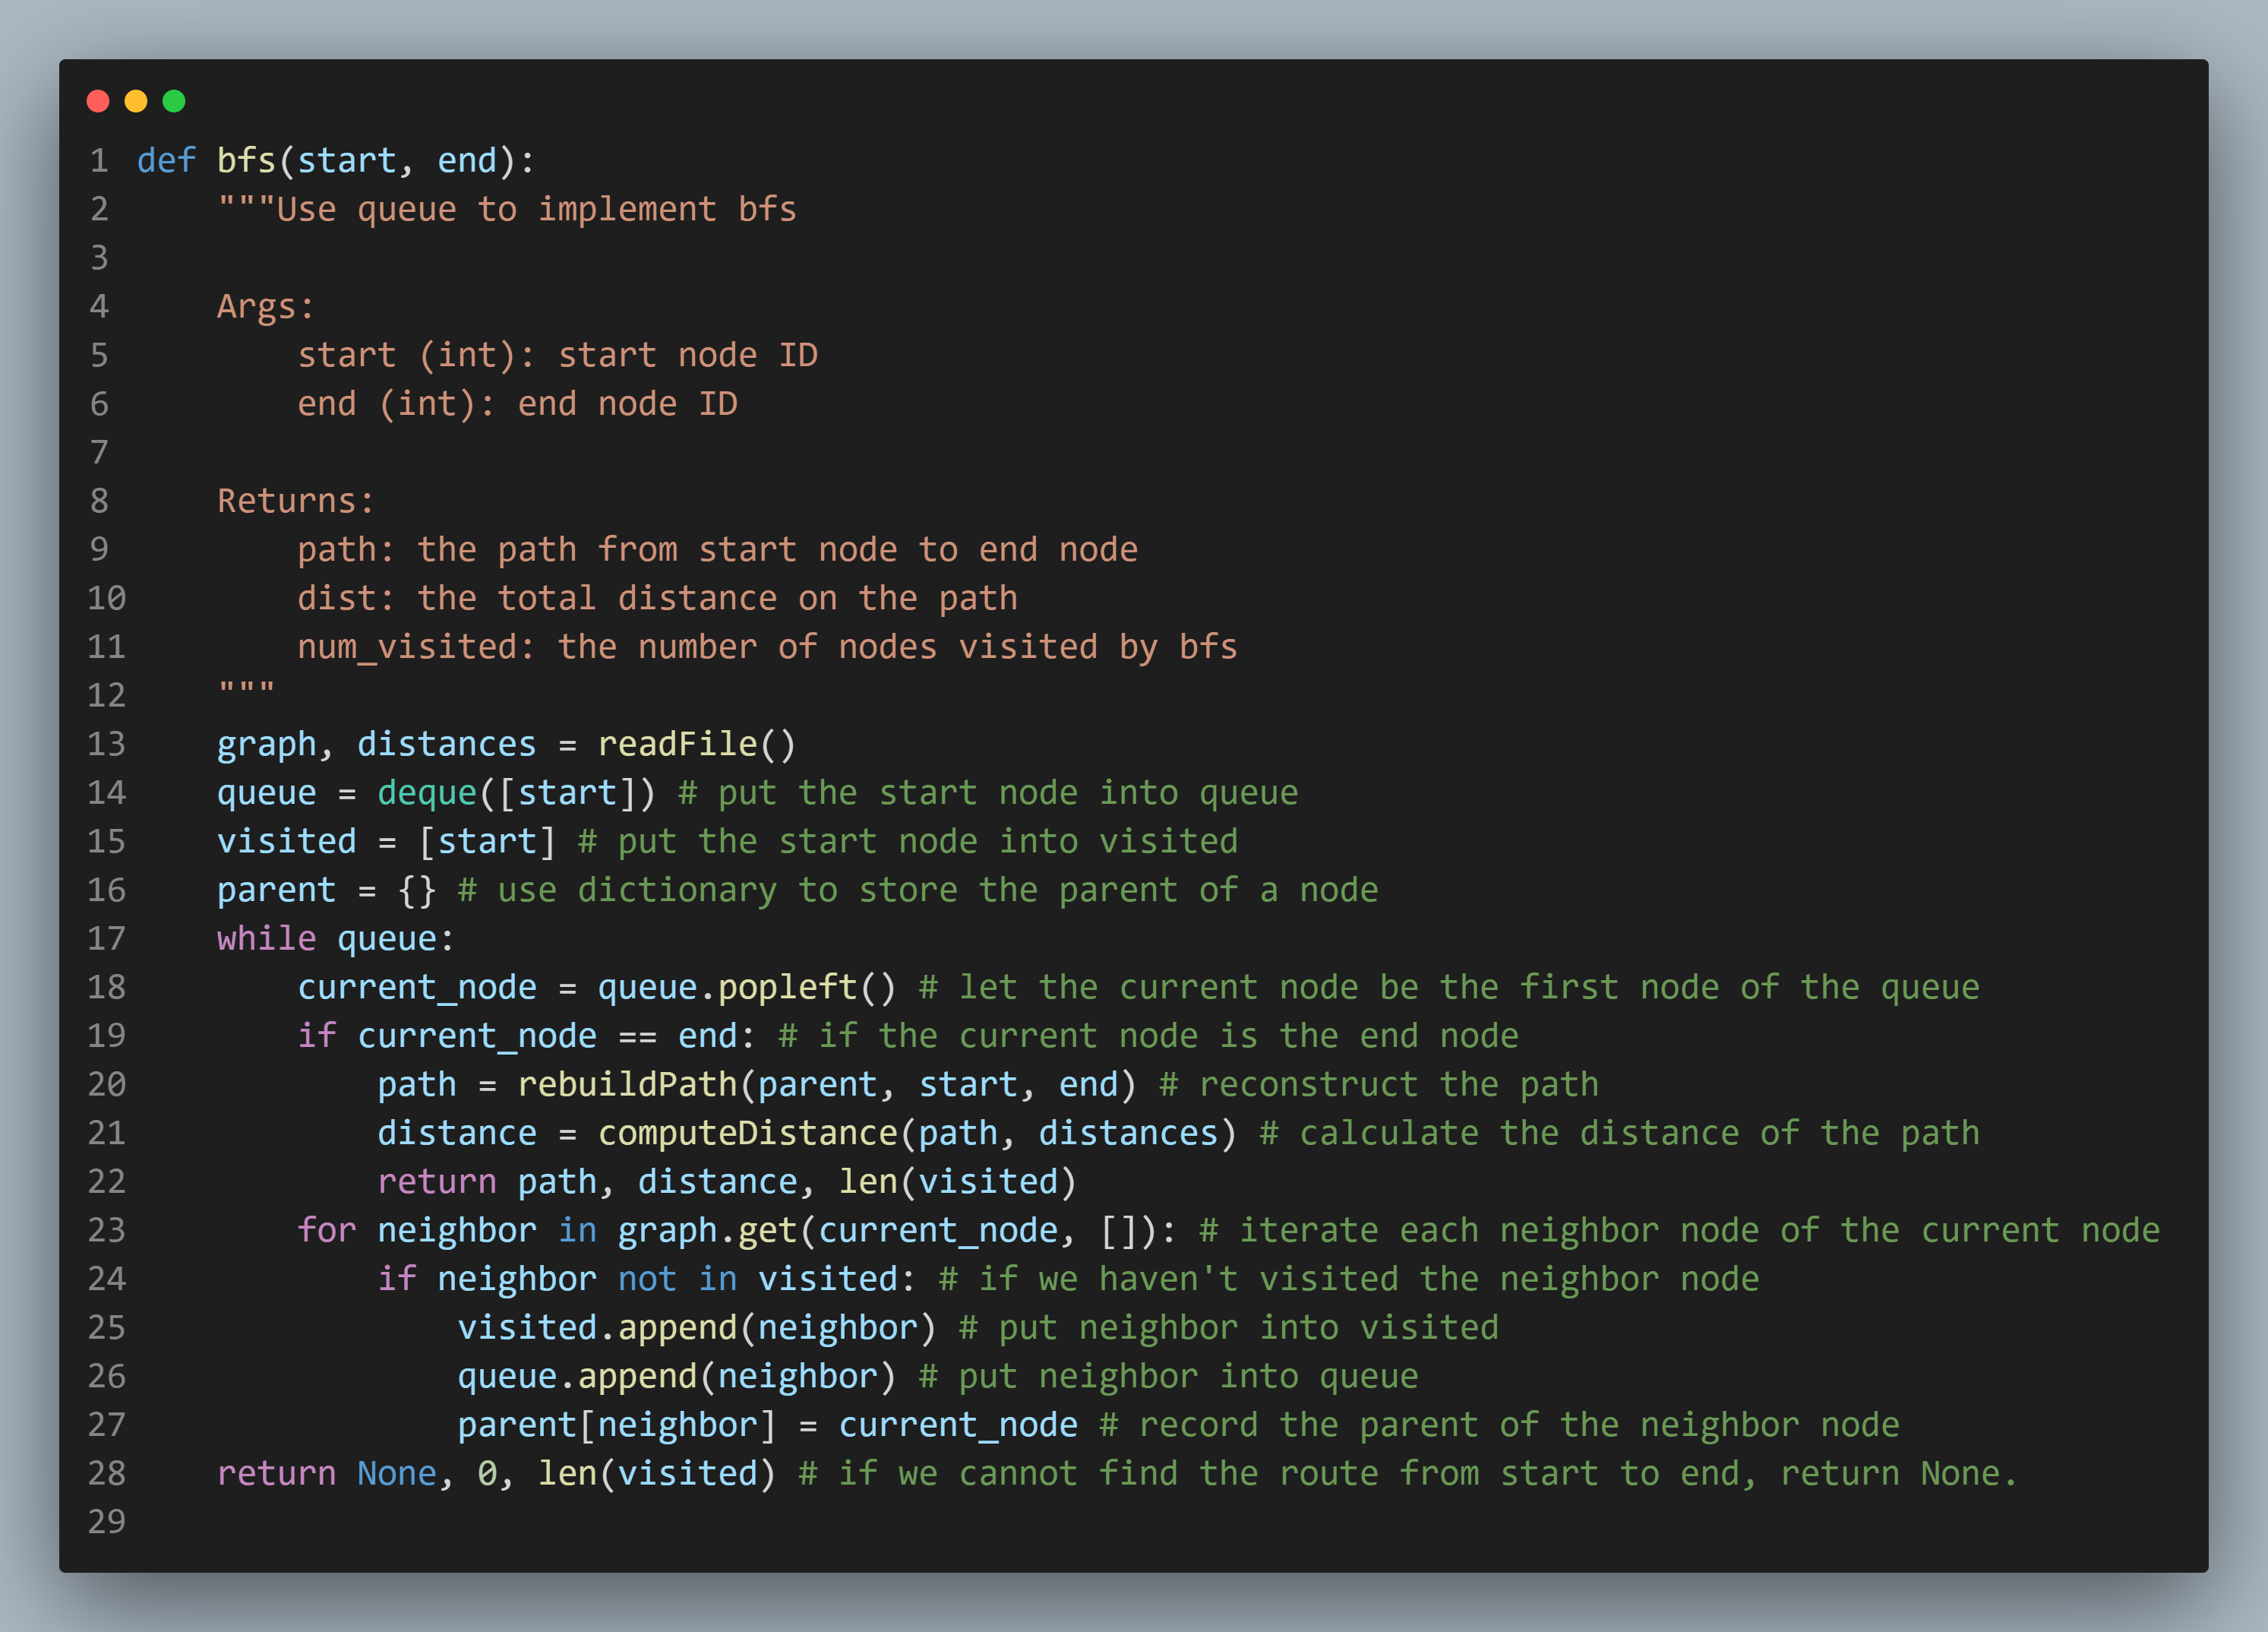 1 def bfs(start, end):
2     """Use queue to implement bfs
3
4     Args:
5         start (int): start node ID
6         end (int): end node ID
7
8     Returns:
9         path: the path from start node to end node
10         dist: the total distance on the path
11         num_visited: the number of nodes visited by bfs
12     """
13     graph, distances = readFile()
14     queue = deque([start]) # put the start node into queue
15     visited = [start] # put the start node into visited
16     parent = {} # use dictionary to store the parent of a node
17     while queue:
18         current_node = queue.popleft() # let the current node be the first node of the queue
19         if current_node == end: # if the current node is the end node
20             path = rebuildPath(parent, start, end) # reconstruct the path
21             distance = computeDistance(path, distances) # calculate the distance of the path
22             return path, distance, len(visited)
23         for neighbor in graph.get(current_node, []): # iterate each neighbor node of the current node
24             if neighbor not in visited: # if we haven't visited the neighbor node
25                 visited.append(neighbor) # put neighbor into visited
26                 queue.append(neighbor) # put neighbor into queue
27                 parent[neighbor] = current_node # record the parent of the neighbor node
28     return None, 0, len(visited) # if we cannot find the route from start to end, return None.
29